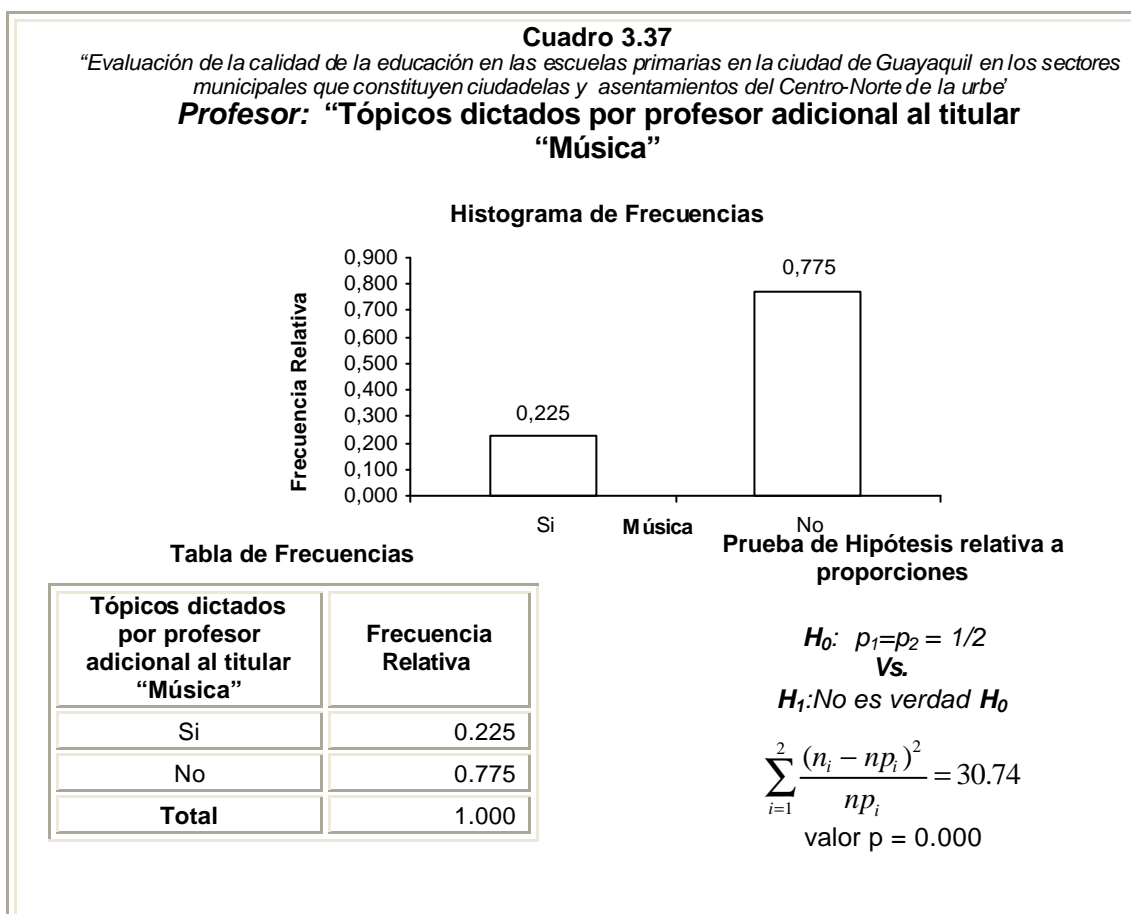 Cuadro 3.37
“Evaluación de la calidad de la educación en las escuelas primarias en la ciudad de Guayaquil en los sectores
municipales que constituyen ciudadelas y asentamientos del Centro-Norte de la urbe”
Profesor: “Tópicos dictados por profesor adicional al titular
“Música”
Histograma de Frecuencias
Frecuencia Relativa
0,900
0,800
0,700
0,600
0,500
0,400
0,300
0,200
0,100
0,000
0,225
0,775
Si
Música
No
Tabla de Frecuencias
Tópicos dictados
por profesor
adicional al titular
“Música”
Frecuencia
Relativa
Si 0.225
No 0.775
Total 1.000
Prueba de Hipótesis relativa a
proporciones
H₀: p₁=p₂ = 1/2
Vs.
H₁:No es verdad H₀
∑_{i=1}^{2} (n_i − np_i)² / np_i = 30.74
valor p = 0.000